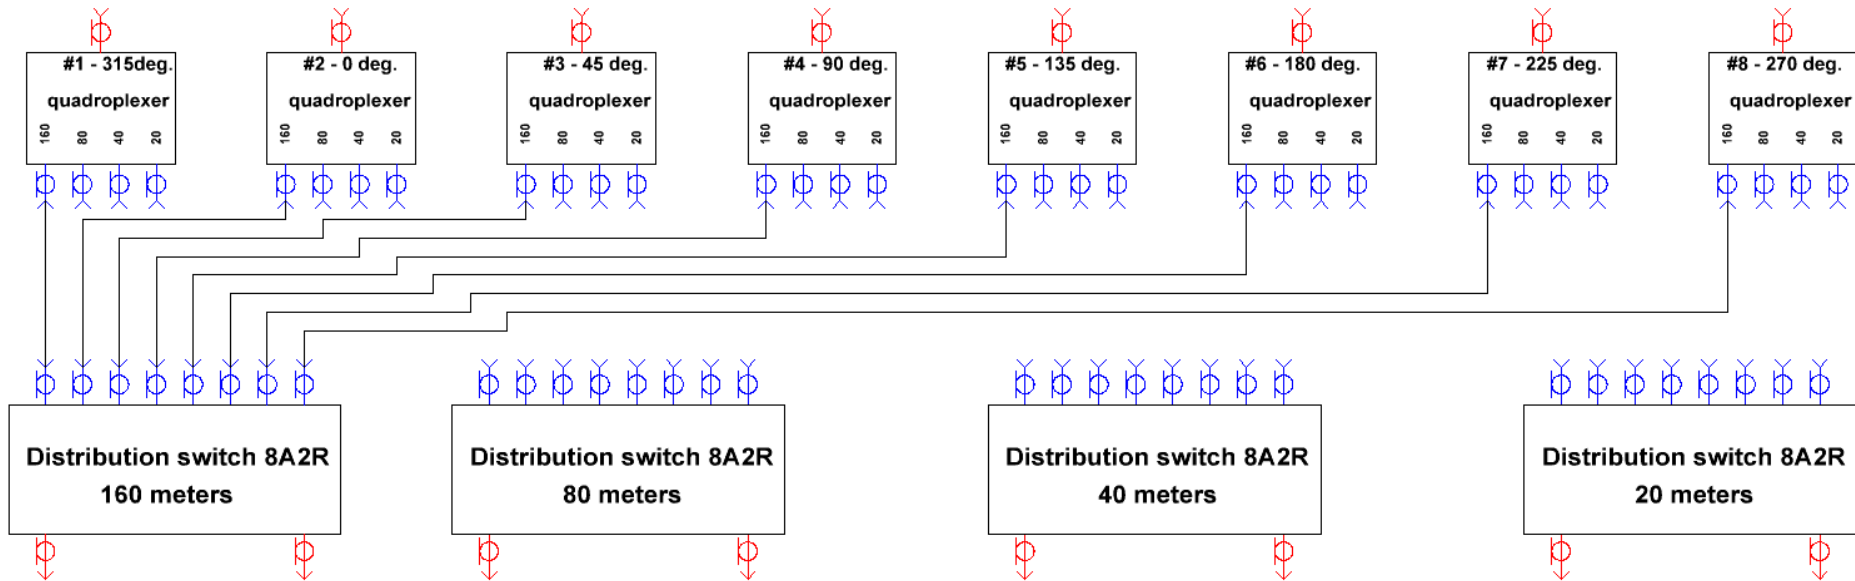 #1 - 315deg.
quadroplexer
160 80 40 20
#2 - 0 deg.
quadroplexer
160 80 40 20
#3 - 45 deg.
quadroplexer
160 80 40 20
#4 - 90 deg.
quadroplexer
160 80 40 20
#5 - 135 deg.
quadroplexer
160 80 40 20
#6 - 180 deg.
quadroplexer
160 80 40 20
#7 - 225 deg.
quadroplexer
160 80 40 20
#8 - 270 deg.
quadroplexer
160 80 40 20
Distribution switch 8A2R
160 meters
Distribution switch 8A2R
80 meters
Distribution switch 8A2R
40 meters
Distribution switch 8A2R
20 meters